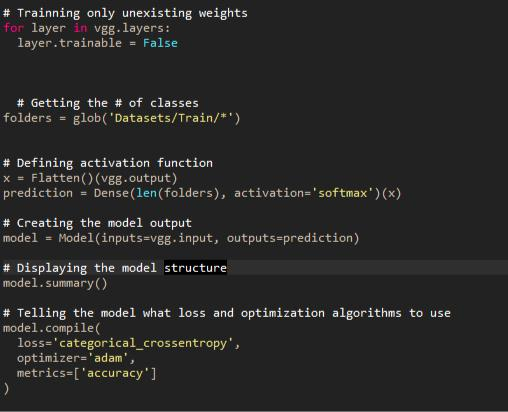 # Trainning only unexisting weights
for layer in vgg.layers:
  layer.trainable = False
  # Getting the # of classes
folders = glob('Datasets/Train/*')
# Defining activation function
x = Flatten()(vgg.output)
prediction = Dense(len(folders), activation='softmax')(x)
# Creating the model output
model = Model(inputs=vgg.input, outputs=prediction)
# Displaying the model structure
model.summary()
# Telling the model what loss and optimization algorithms to use
model.compile(
  loss='categorical_crossentropy',
  optimizer='adam',
  metrics=['accuracy']
)